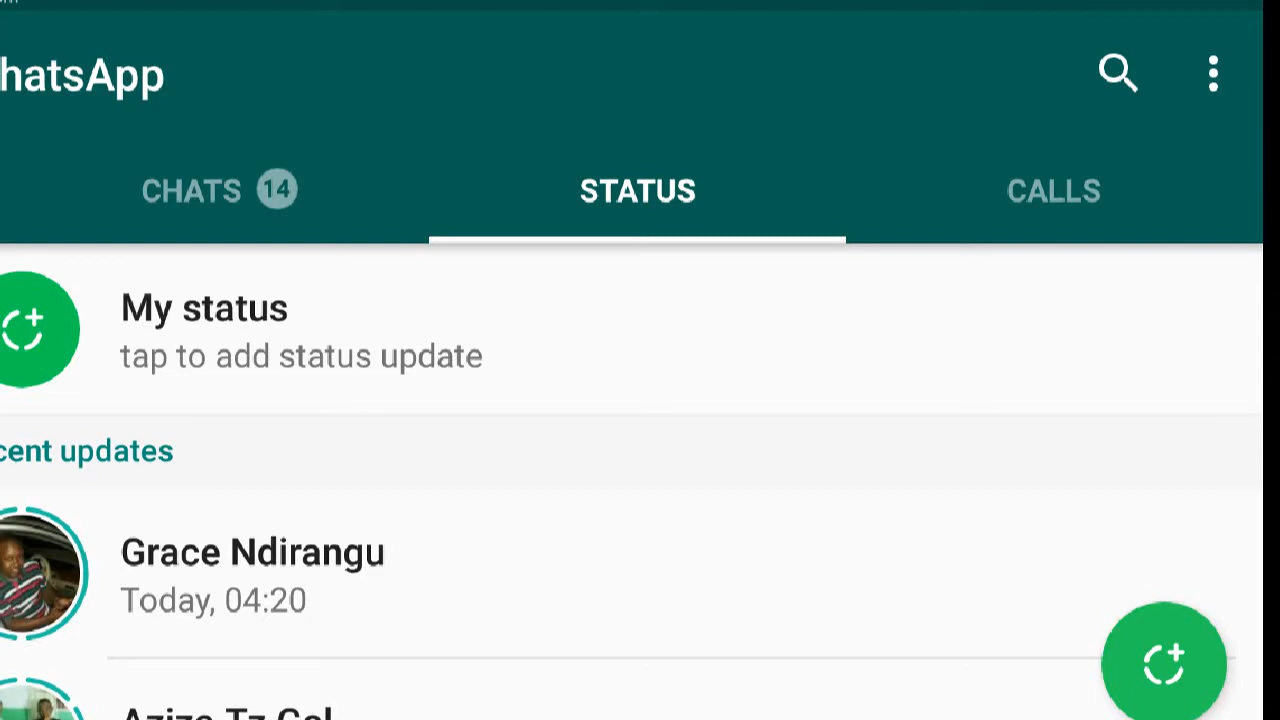 hatsApp
CHATS 14
STATUS
CALLS
My status
tap to add status update
cent updates
Grace Ndirangu
Today, 04:20